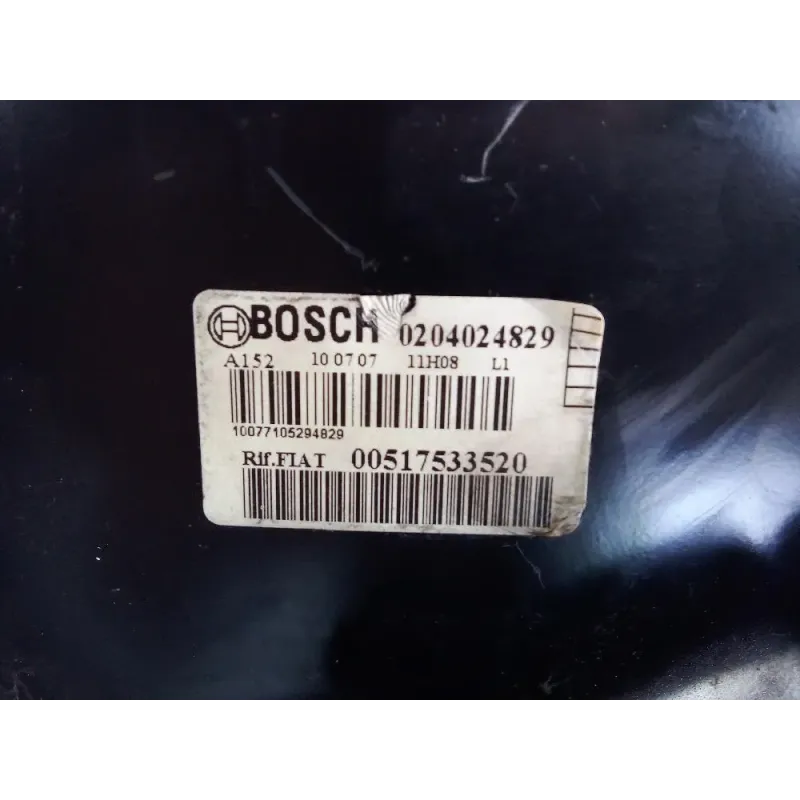 BOSCH 0204024829
A152 10 07 07 11H08 L1
10077105294829
Rif.FIAT 00517533520